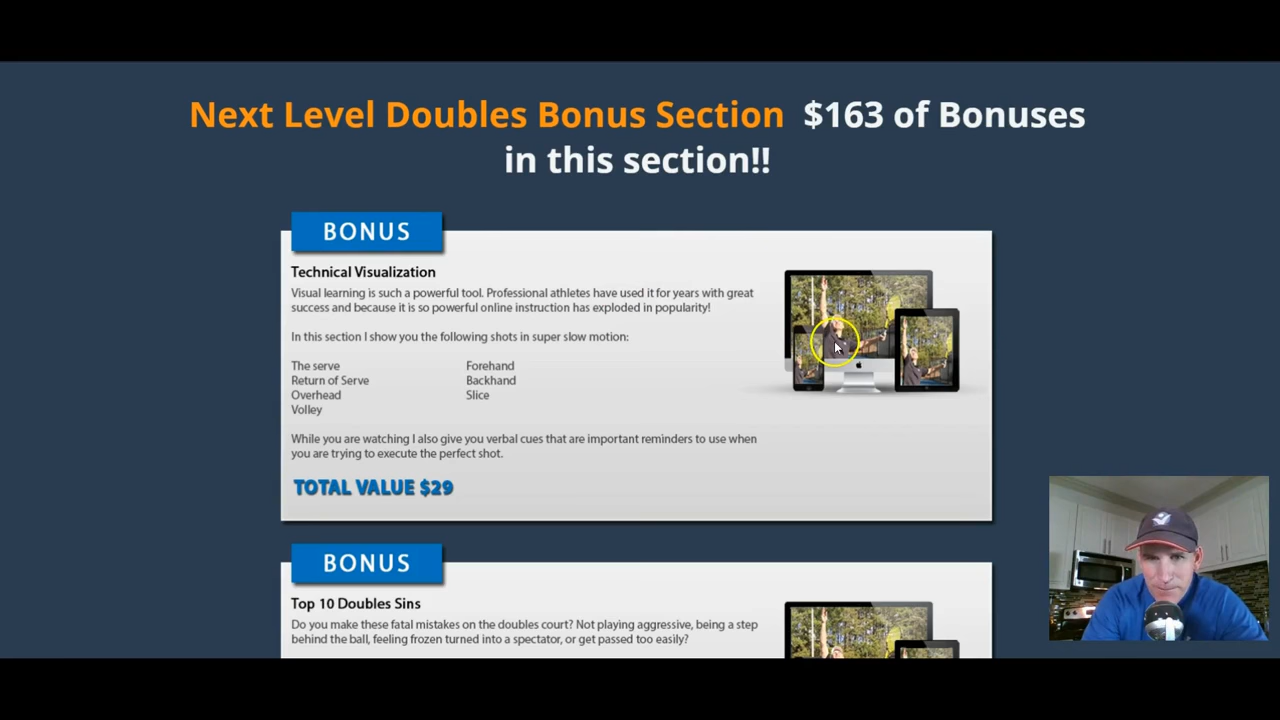 Next Level Doubles Bonus Section $163 of Bonuses
in this section!!
BONUS
Technical Visualization
Visual learning is such a powerful tool. Professional athletes have used it for years with great
success and because it is so powerful online instruction has exploded in popularity!
In this section I show you the following shots in super slow motion:
The serve
Return of Serve
Overhead
Volley
Forehand
Backhand
Slice
While you are watching I also give you verbal cues that are important reminders to use when
you are trying to execute the perfect shot.
TOTAL VALUE $29
BONUS
Top 10 Doubles Sins
Do you make these fatal mistakes on the doubles court? Not playing aggressive, being a step
behind the ball, feeling frozen turned into a spectator, or get passed too easily?